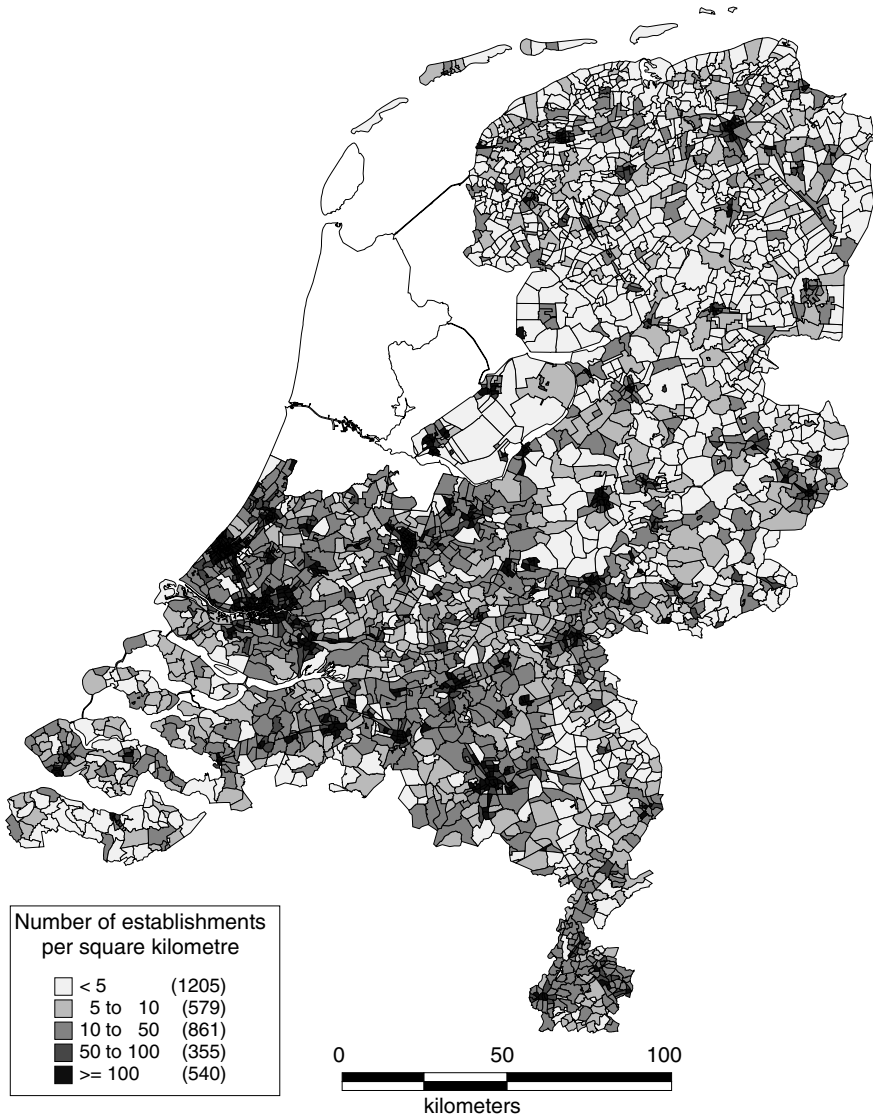 Number of establishments
per square kilometre
< 5 (1205)
5 to 10 (579)
10 to 50 (861)
50 to 100 (355)
>= 100 (540)
0 50 100
kilometers